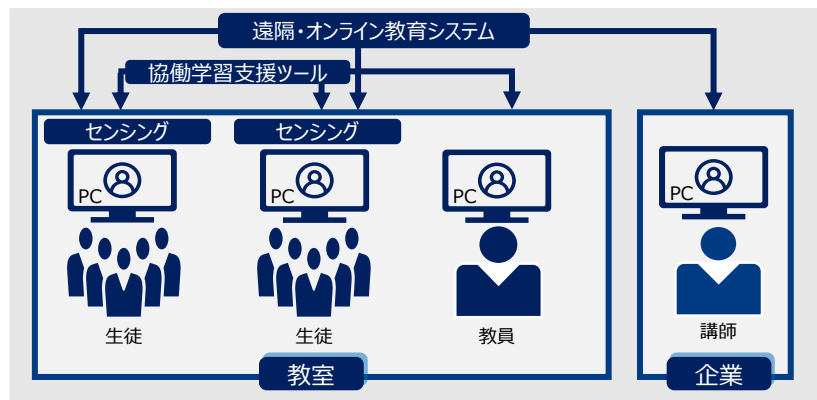 遠隔・オンライン教育システム
協働学習支援ツール
センシング
センシング
PC
PC
PC
PC
生徒
生徒
教員
講師
教室
企業